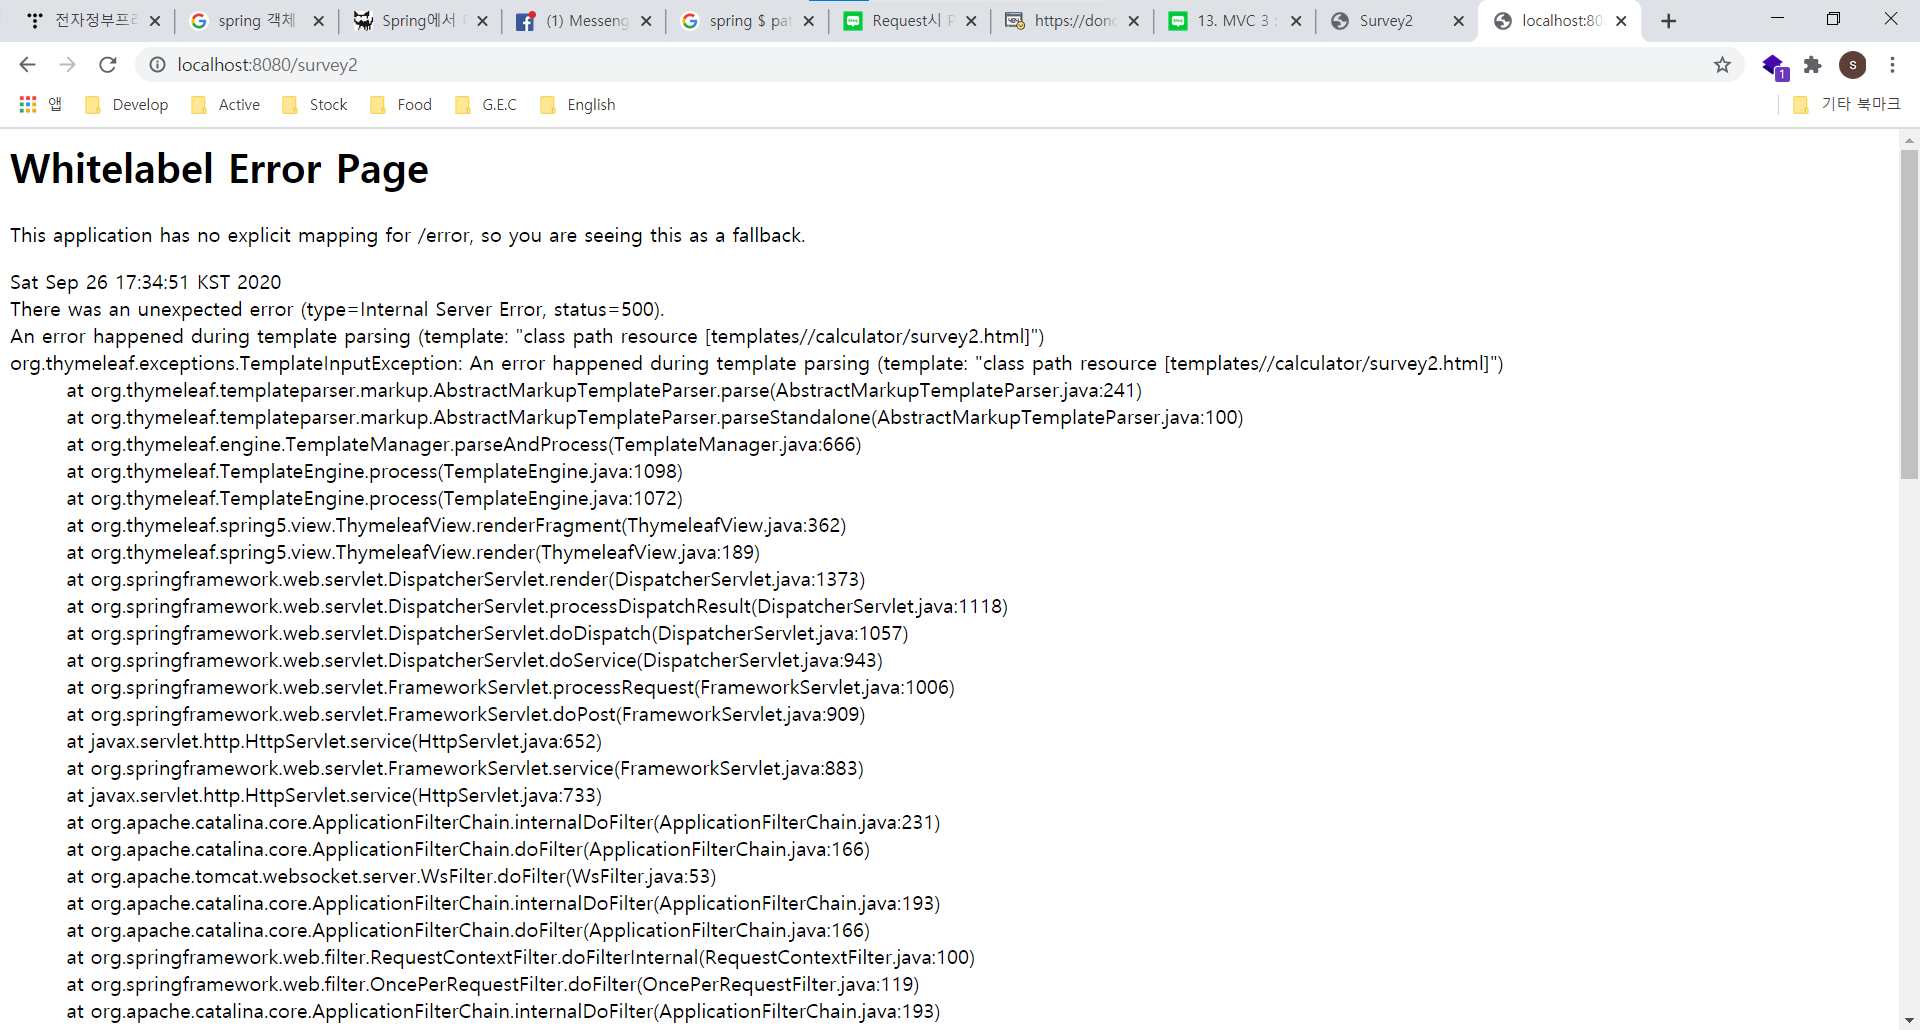 전자정부프
spring 객체
Spring에서
(1) Messeng
spring $ pa
Request시
https://dond
13. MVC 3 :
Survey2
localhost:80
localhost:8080/survey2
s
1
앱 Develop Active Stock Food G.E.C English 기타 북마크
Whitelabel Error Page
This application has no explicit mapping for /error, so you are seeing this as a fallback.
Sat Sep 26 17:34:51 KST 2020
There was an unexpected error (type=Internal Server Error, status=500).
An error happened during template parsing (template: "class path resource [templates//calculator/survey2.html]")
org.thymeleaf.exceptions.TemplateInputException: An error happened during template parsing (template: "class path resource [templates//calculator/survey2.html]")
at org.thymeleaf.templateparser.markup.AbstractMarkupTemplateParser.parse(AbstractMarkupTemplateParser.java:241)
at org.thymeleaf.templateparser.markup.AbstractMarkupTemplateParser.parseStandalone(AbstractMarkupTemplateParser.java:100)
at org.thymeleaf.engine.TemplateManager.parseAndProcess(TemplateManager.java:666)
at org.thymeleaf.TemplateEngine.process(TemplateEngine.java:1098)
at org.thymeleaf.TemplateEngine.process(TemplateEngine.java:1072)
at org.thymeleaf.spring5.view.ThymeleafView.renderFragment(ThymeleafView.java:362)
at org.thymeleaf.spring5.view.ThymeleafView.render(ThymeleafView.java:189)
at org.springframework.web.servlet.DispatcherServlet.render(DispatcherServlet.java:1373)
at org.springframework.web.servlet.DispatcherServlet.processDispatchResult(DispatcherServlet.java:1118)
at org.springframework.web.servlet.DispatcherServlet.doDispatch(DispatcherServlet.java:1057)
at org.springframework.web.servlet.DispatcherServlet.doService(DispatcherServlet.java:943)
at org.springframework.web.servlet.FrameworkServlet.processRequest(FrameworkServlet.java:1006)
at org.springframework.web.servlet.FrameworkServlet.doPost(FrameworkServlet.java:909)
at javax.servlet.http.HttpServlet.service(HttpServlet.java:652)
at org.springframework.web.servlet.FrameworkServlet.service(FrameworkServlet.java:883)
at javax.servlet.http.HttpServlet.service(HttpServlet.java:733)
at org.apache.catalina.core.ApplicationFilterChain.internalDoFilter(ApplicationFilterChain.java:231)
at org.apache.catalina.core.ApplicationFilterChain.doFilter(ApplicationFilterChain.java:166)
at org.apache.tomcat.websocket.server.WsFilter.doFilter(WsFilter.java:53)
at org.apache.catalina.core.ApplicationFilterChain.internalDoFilter(ApplicationFilterChain.java:193)
at org.apache.catalina.core.ApplicationFilterChain.doFilter(ApplicationFilterChain.java:166)
at org.springframework.web.filter.RequestContextFilter.doFilterInternal(RequestContextFilter.java:100)
at org.springframework.web.filter.OncePerRequestFilter.doFilter(OncePerRequestFilter.java:119)
at org.apache.catalina.core.ApplicationFilterChain.internalDoFilter(ApplicationFilterChain.java:193)